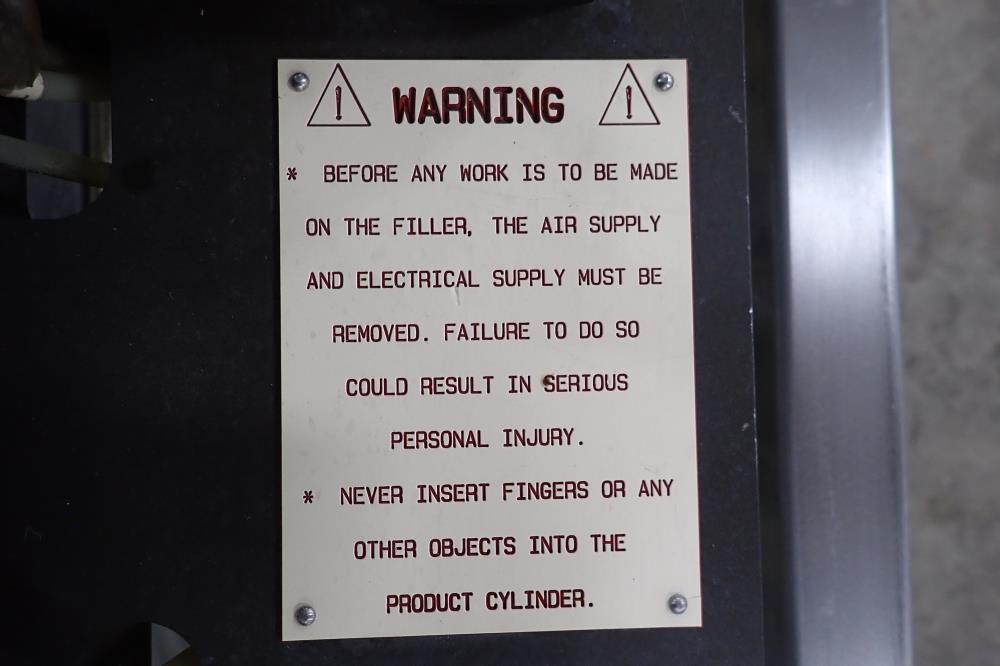 WARNING
* BEFORE ANY WORK IS TO BE MADE
ON THE FILLER, THE AIR SUPPLY
AND ELECTRICAL SUPPLY MUST BE
REMOVED. FAILURE TO DO SO
COULD RESULT IN SERIOUS
PERSONAL INJURY.
* NEVER INSERT FINGERS OR ANY
OTHER OBJECTS INTO THE
PRODUCT CYLINDER.